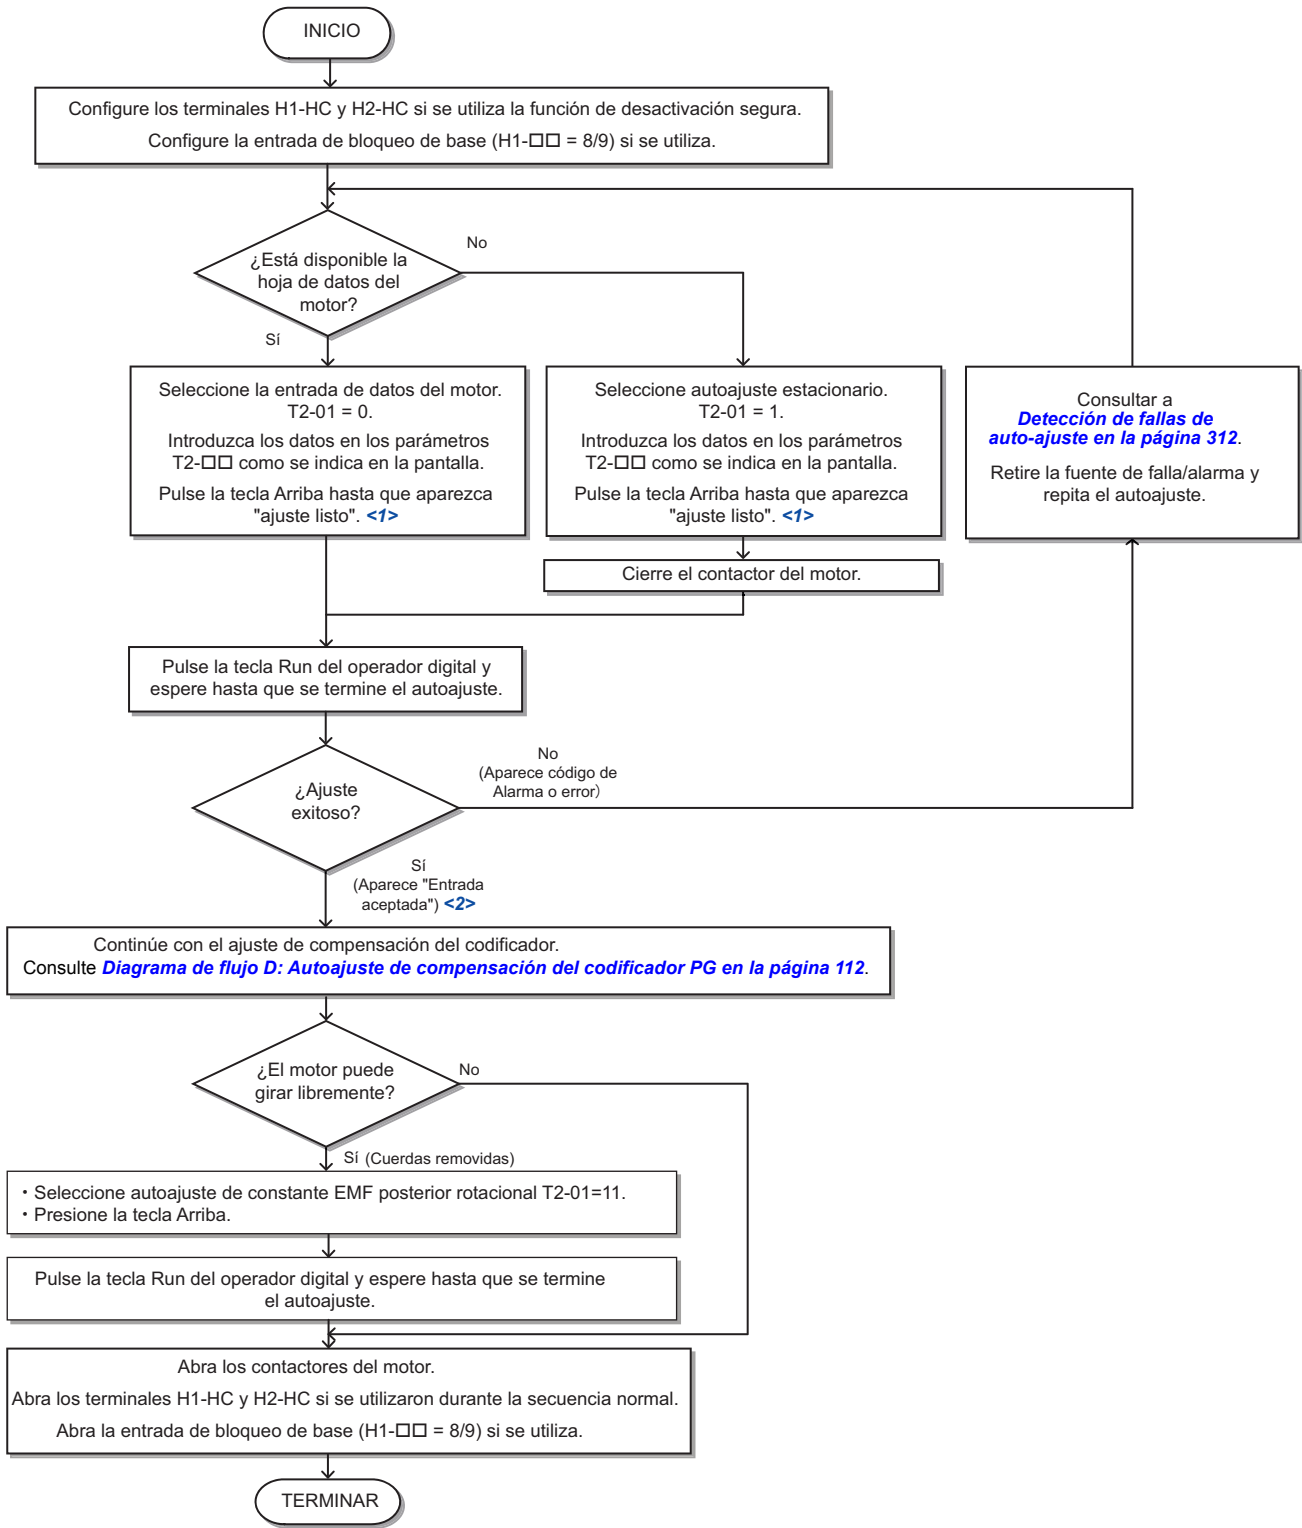 INICIO
Configure los terminales H1-HC y H2-HC si se utiliza la función de desactivación segura.
Configure la entrada de bloqueo de base (H1-□□ = 8/9) si se utiliza.
¿Está disponible la
hoja de datos del
motor?
No
Sí
Seleccione la entrada de datos del motor.
T2-01 = 0.
Introduzca los datos en los parámetros
T2-□□ como se indica en la pantalla.
Pulse la tecla Arriba hasta que aparezca
"ajuste listo". <1>
Seleccione autoajuste estacionario.
T2-01 = 1.
Introduzca los datos en los parámetros
T2-□□ como se indica en la pantalla.
Pulse la tecla Arriba hasta que aparezca
"ajuste listo". <1>
Consultar a
Detección de fallas de
auto-ajuste en la página 312.
Retire la fuente de falla/alarma y
repita el autoajuste.
Cierre el contactor del motor.
Pulse la tecla Run del operador digital y
espere hasta que se termine el autoajuste.
¿Ajuste
exitoso?
No
(Aparece código de
Alarma o error)
Sí
(Aparece "Entrada
aceptada") <2>
Continúe con el ajuste de compensación del codificador.
Consulte Diagrama de flujo D: Autoajuste de compensación del codificador PG en la página 112.
¿El motor puede
girar libremente?
No
Sí (Cuerdas removidas)
・Seleccione autoajuste de constante EMF posterior rotacional T2-01=11.
・Presione la tecla Arriba.
Pulse la tecla Run del operador digital y espere hasta que se termine
el autoajuste.
Abra los contactores del motor.
Abra los terminales H1-HC y H2-HC si se utilizaron durante la secuencia normal.
Abra la entrada de bloqueo de base (H1-□□ = 8/9) si se utiliza.
TERMINAR